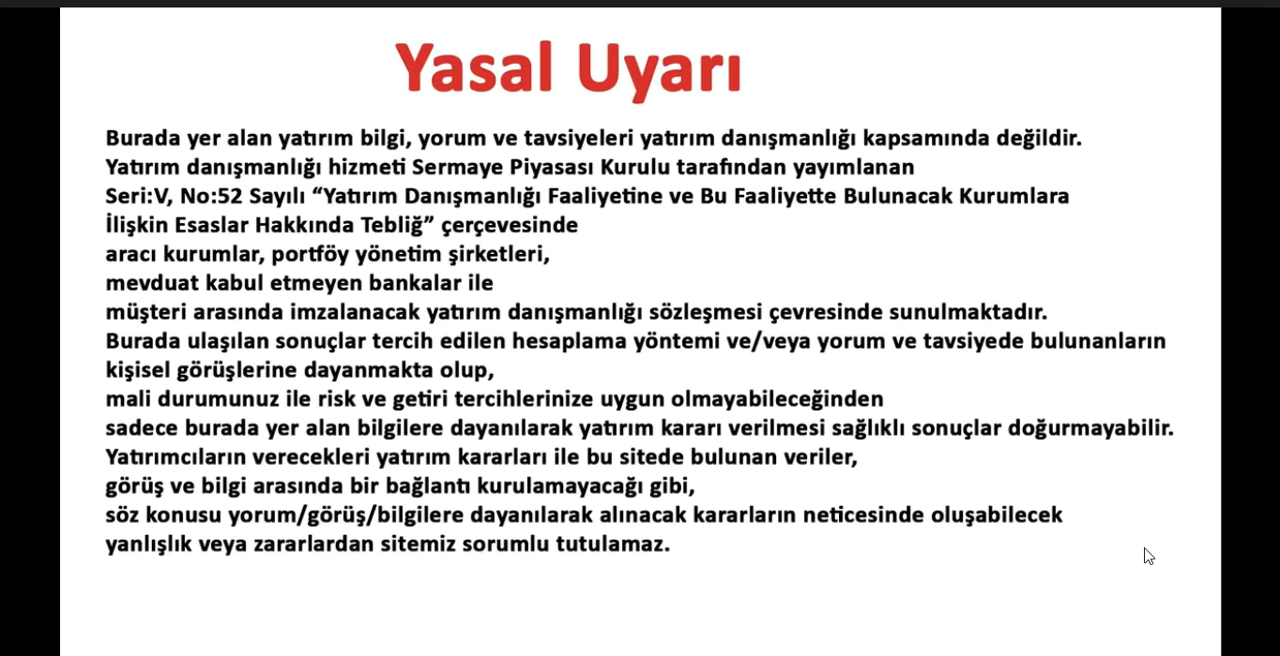 Yasal Uyarı
Burada yer alan yatırım bilgi, yorum ve tavsiyeleri yatırım danışmanlığı kapsamında değildir.
Yatırım danışmanlığı hizmeti Sermaye Piyasası Kurulu tarafından yayımlanan
Seri:V, No:52 Sayılı “Yatırım Danışmanlığı Faaliyetine ve Bu Faaliyette Bulunacak Kurumlara
İlişkin Esaslar Hakkında Tebliğ” çerçevesinde
aracı kurumlar, portföy yönetim şirketleri,
mevduat kabul etmeyen bankalar ile
müşteri arasında imzalanacak yatırım danışmanlığı sözleşmesi çevresinde sunulmaktadır.
Burada ulaşılan sonuçlar tercih edilen hesaplama yöntemi ve/veya yorum ve tavsiyede bulunanların
kişisel görüşlerine dayanmakta olup,
mali durumunuz ile risk ve getiri tercihlerinize uygun olmayabileceğinden
sadece burada yer alan bilgilere dayanılarak yatırım kararı verilmesi sağlıklı sonuçlar doğurmayabilir.
Yatırımcıların verecekleri yatırım kararları ile bu sitede bulunan veriler,
görüş ve bilgi arasında bir bağlantı kurulamayacağı gibi,
söz konusu yorum/görüş/bilgilere dayanılarak alınacak kararların neticesinde oluşabilecek
yanlışlık veya zararlardan sitemiz sorumlu tutulamaz.